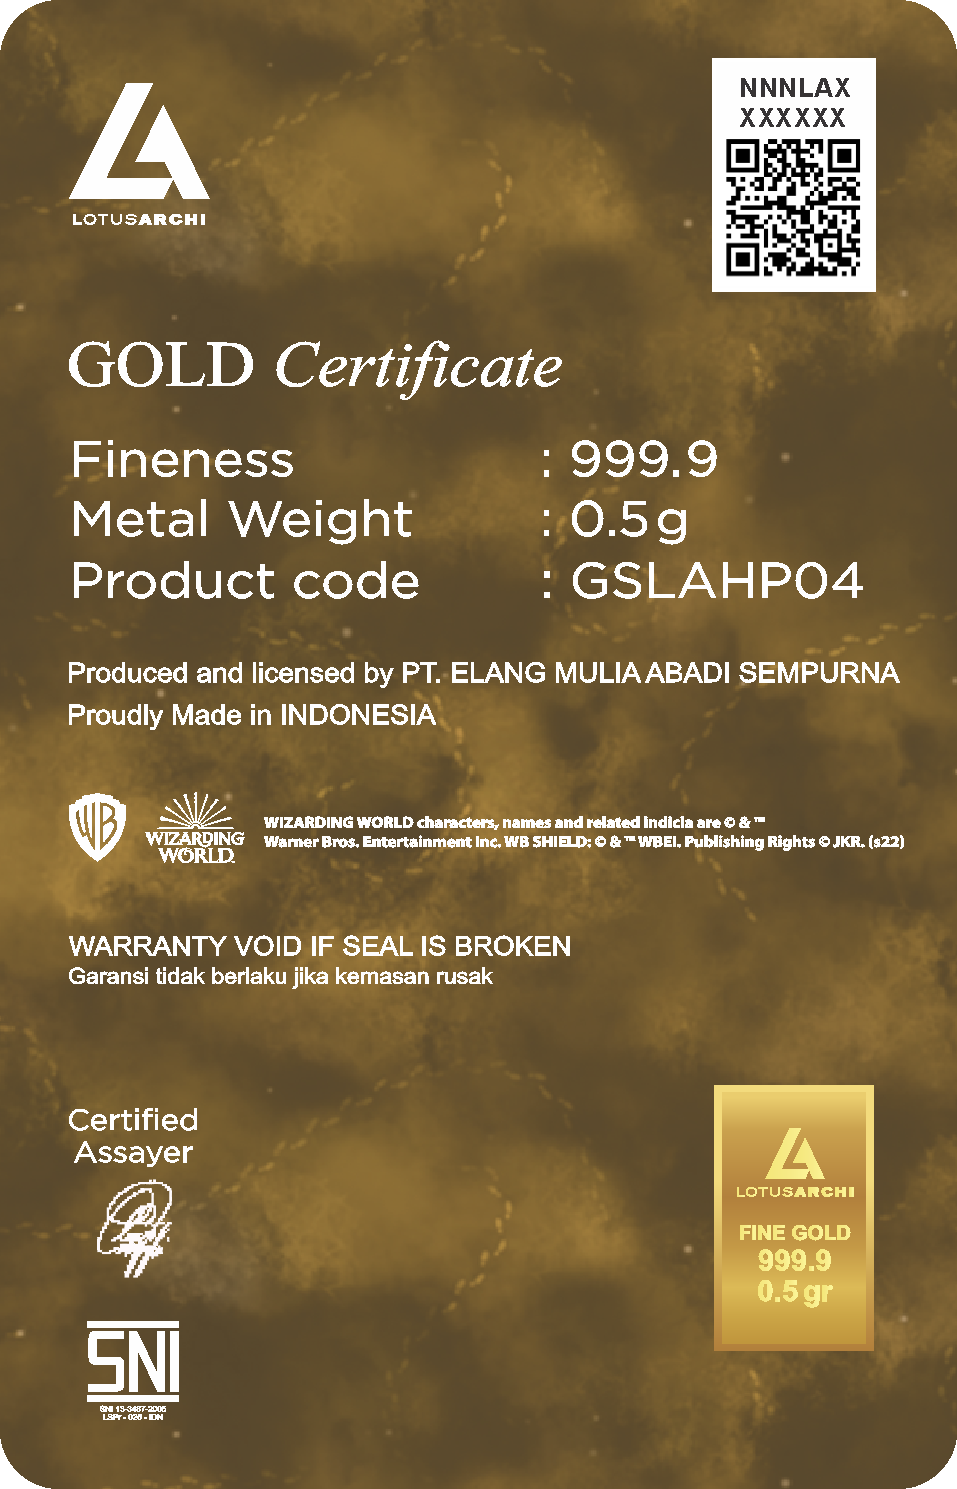 LOTUSARCHI
NNNLAX
XXXXXX
GOLD Certificate
Fineness : 999.9
Metal Weight : 0.5 g
Product code : GSLAHP04
Produced and licensed by PT. ELANG MULIA ABADI SEMPURNA
Proudly Made in INDONESIA
WB
WIZARDING
WORLD
WIZARDING WORLD characters, names and related indicia are © & ™
Warner Bros. Entertainment Inc. WB SHIELD: © & ™ WBEI. Publishing Rights © JKR. (s22)
WARRANTY VOID IF SEAL IS BROKEN
Garansi tidak berlaku jika kemasan rusak
Certified
Assayer
LOTUSARCHI
FINE GOLD
999.9
0.5 gr
SNI
SNI 13-3487-2005
LSPr - 026 - IDN